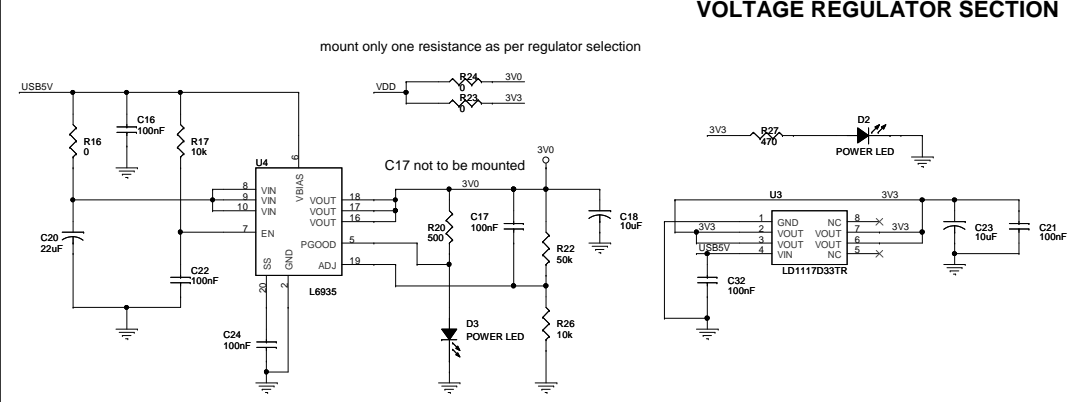 VOLTAGE REGULATOR SECTION
mount only one resistance as per regulator selection
USB5V
VDD
R24
0
3V0
R23
0
3V3
C16
100nF
R16
0
R17
10k
3V3
R27
470
D2
POWER LED
U4
6
VBIAS
C17 not to be mounted
3V0
3V0
8
9
10
7
VIN
VIN
VIN
EN
VOUT
VOUT
VOUT
PGOOD
ADJ
18
17
16
5
19
SS
GND
20
2
L6935
R20
500
C17
100nF
C18
10uF
R22
50k
C20
22uF
C22
100nF
C24
100nF
D3
POWER LED
R26
10k
U3
3V3
1
2
3
4
3V3
USB5V
GND
VOUT
VOUT
VIN
NC
VOUT
VOUT
NC
8
7
6
5
3V3
LD1117D33TR
C23
10uF
C21
100nF
C32
100nF